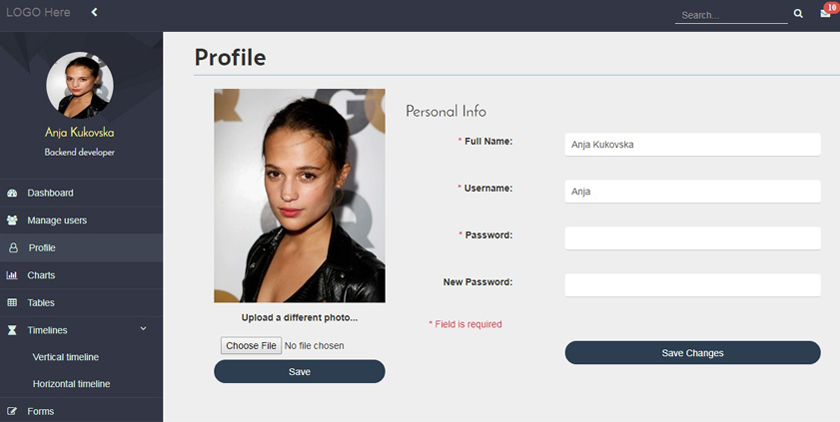 LOGO Here
Search...
10
Anja Kukovska
Backend developer
Dashboard
Manage users
Profile
Charts
Tables
Timelines
Vertical timeline
Horizontal timeline
Forms
Profile
GQ
Upload a different photo...
Choose File No file chosen
Save
Personal Info
* Full Name: Anja Kukovska
* Username: Anja
* Password:
New Password:
* Field is required
Save Changes